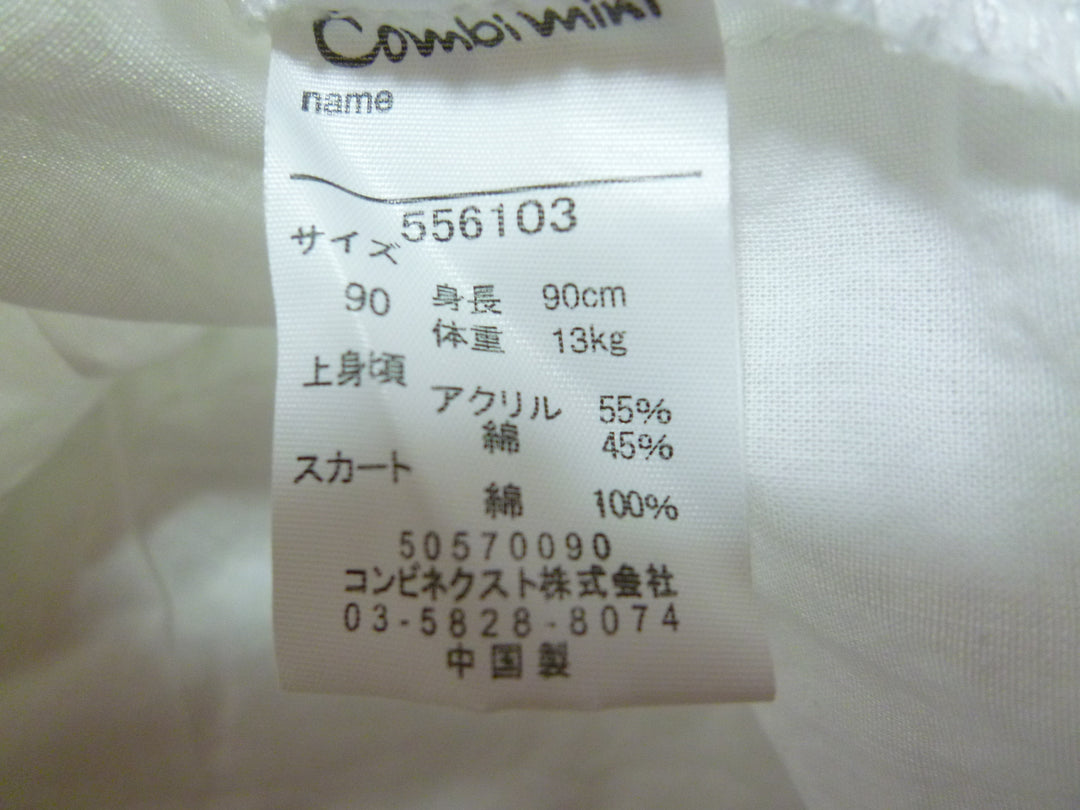 Combi mini
name
556103
サイズ
90 身長 90cm
体重 13kg
上身頃
アクリル 55%
綿 45%
スカート
綿 100%
50570090
コンビネクスト株式会社
03-5828-8074
中国製